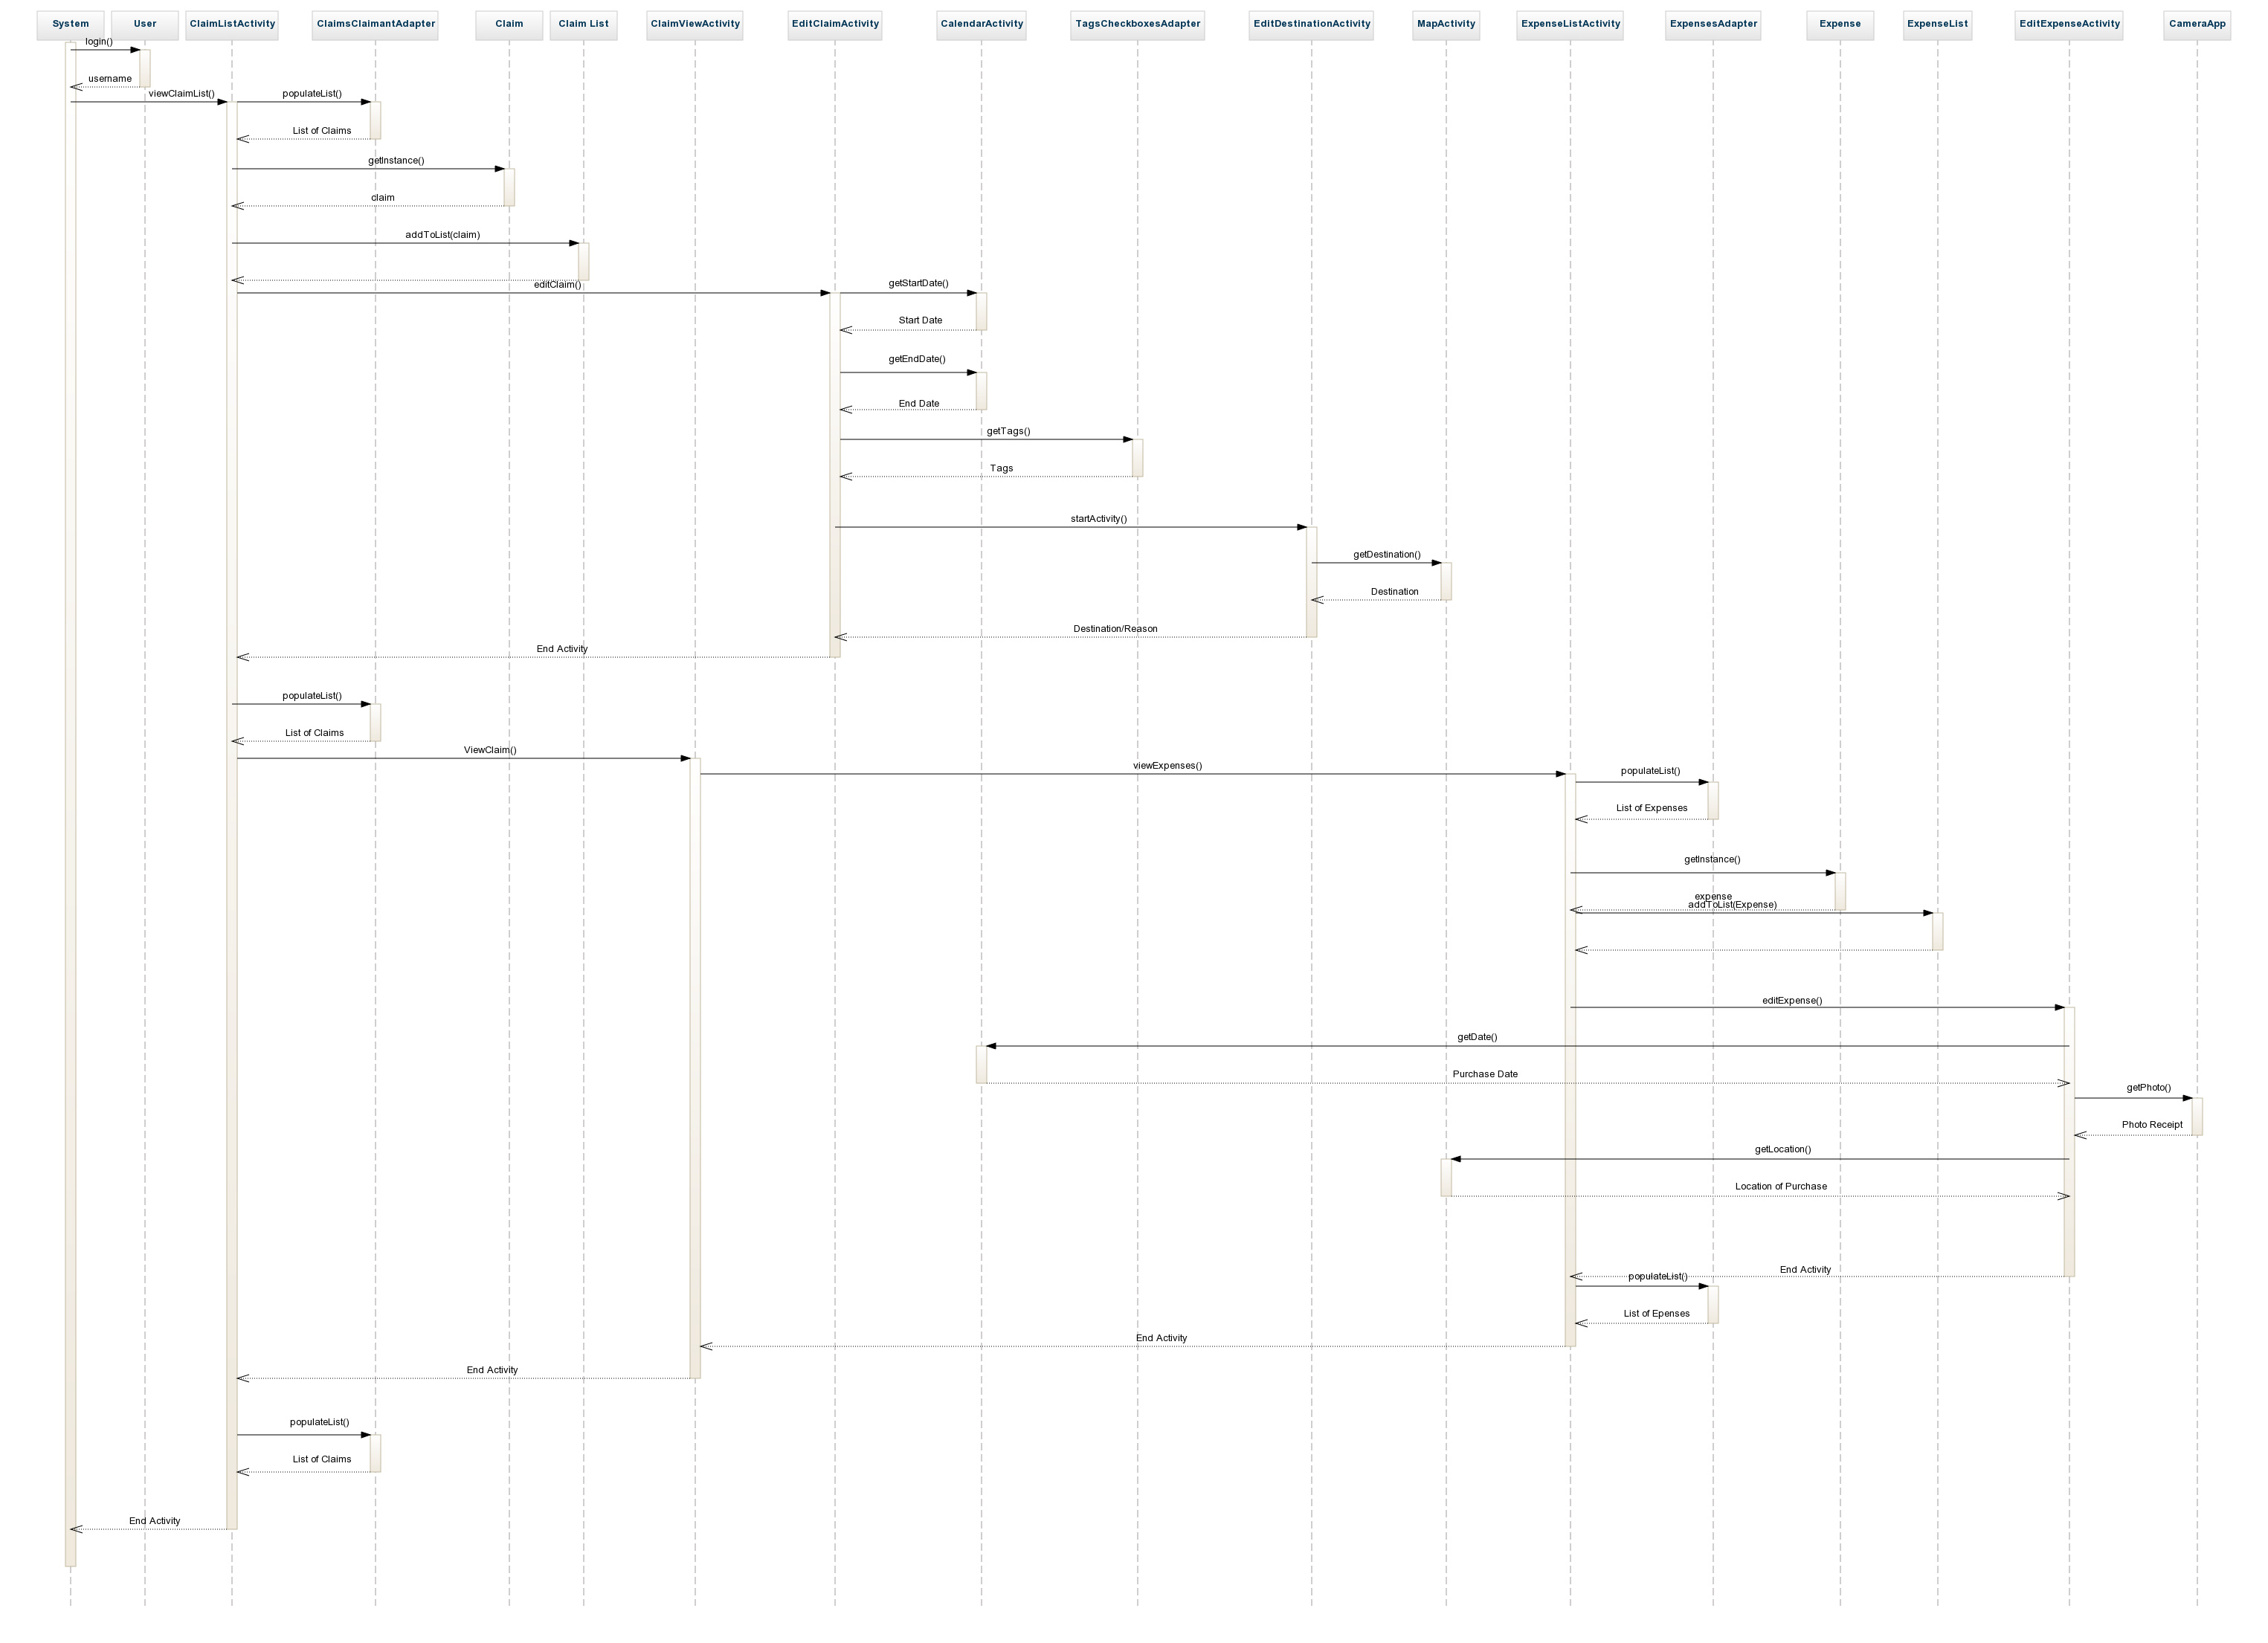 System User ClaimListActivity ClaimsClaimantAdapter Claim Claim List ClaimViewActivity EditClaimActivity CalendarActivity TagsCheckboxesAdapter EditDestinationActivity MapActivity ExpenseListActivity ExpensesAdapter Expense ExpenseList EditExpenseActivity CameraApp
login()
username
viewClaimList() populateList()
List of Claims
getInstance()
claim
addToList(claim)
editClaim() getStartDate()
Start Date
getEndDate()
End Date
getTags()
Tags
startActivity()
getDestination()
Destination
Destination/Reason
End Activity
populateList()
List of Claims
ViewClaim()
viewExpenses()
populateList()
List of Expenses
getInstance()
expense
addToList(Expense)
editExpense()
getDate()
Purchase Date
getPhoto()
Photo Receipt
getLocation()
Location of Purchase
End Activity
populateList()
List of Epenses
End Activity
End Activity
populateList()
List of Claims
End Activity